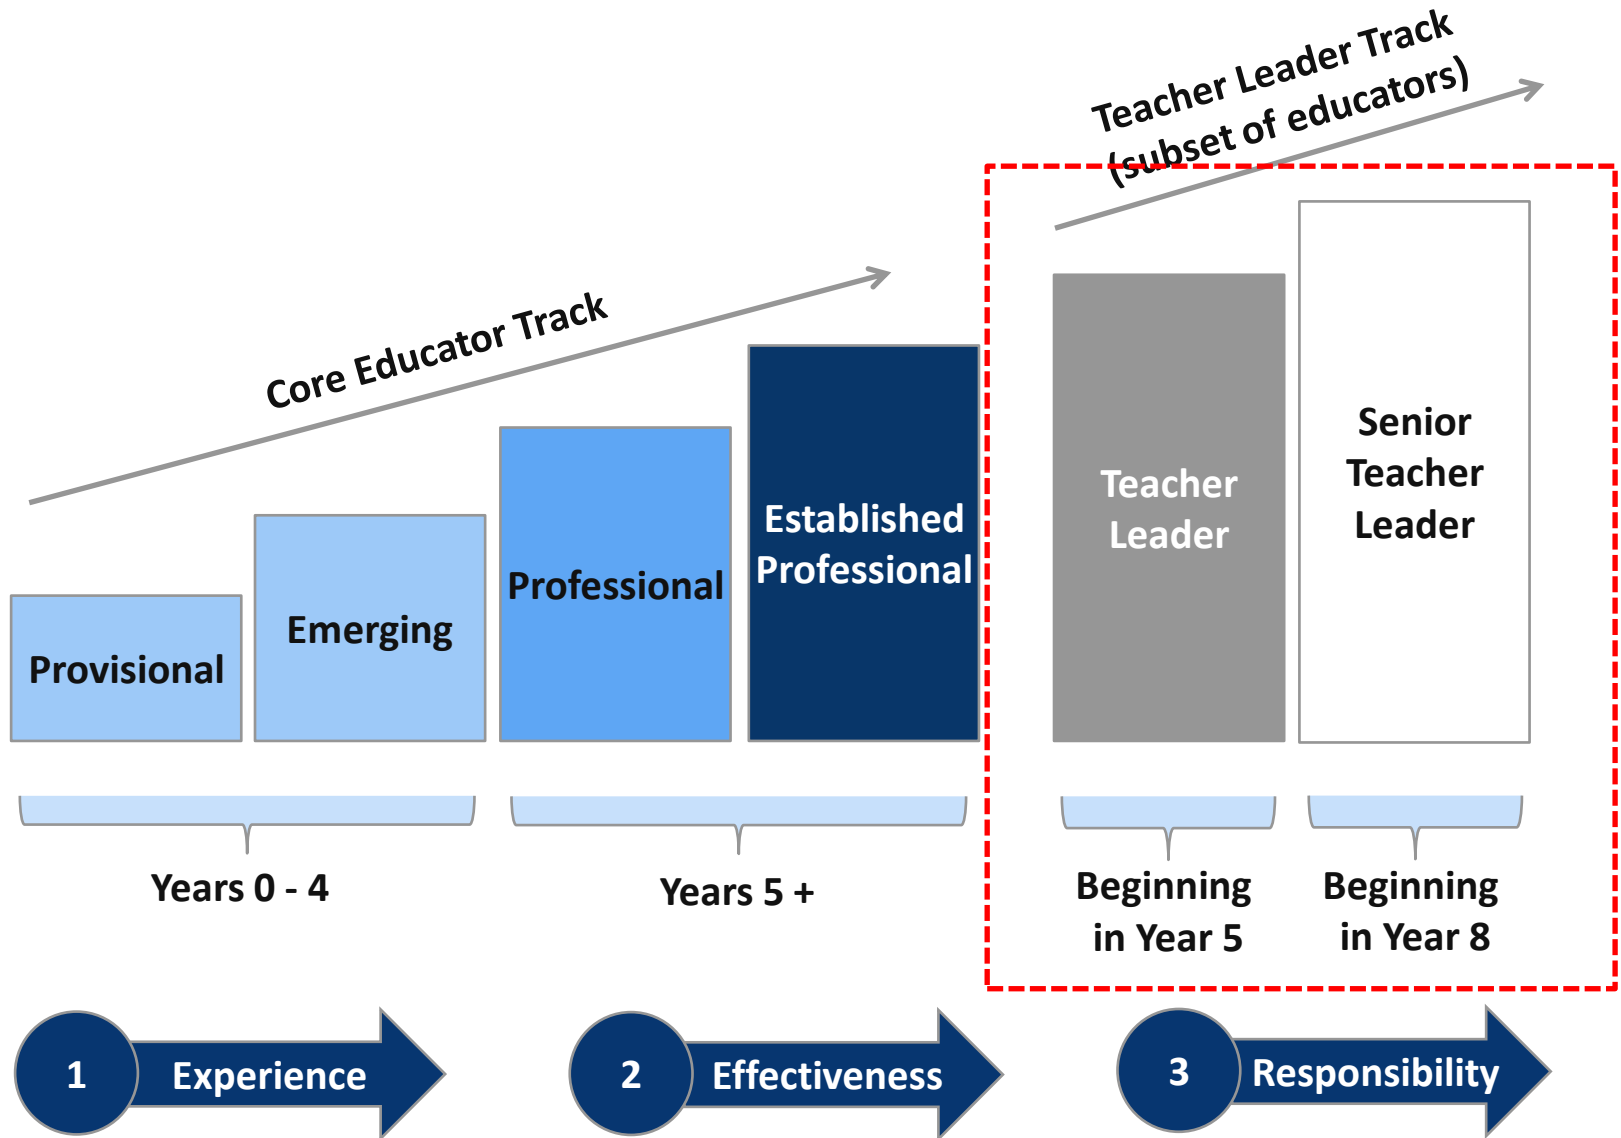 Teacher Leader Track
(subset of educators)
Core Educator Track
Provisional
Emerging
Professional
Established
Professional
Teacher
Leader
Senior
Teacher
Leader
Years 0 - 4
Years 5 +
Beginning
in Year 5
Beginning
in Year 8
1
Experience
2
Effectiveness
3
Responsibility